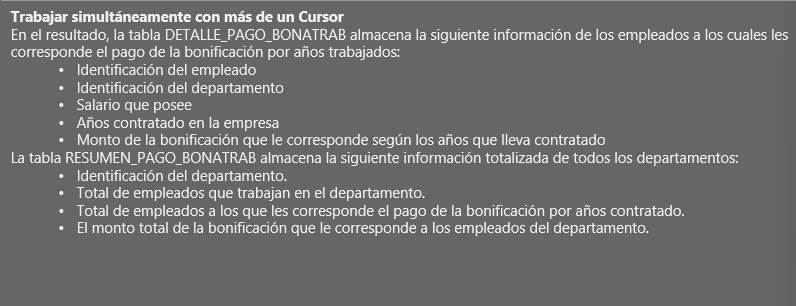 Trabajar simultáneamente con más de un Cursor
En el resultado, la tabla DETALLE_PAGO_BONATRAB almacena la siguiente información de los empleados a los cuales les
corresponde el pago de la bonificación por años trabajados:
• Identificación del empleado
• Identificación del departamento
• Salario que posee
• Años contratado en la empresa
• Monto de la bonificación que le corresponde según los años que lleva contratado
La tabla RESUMEN_PAGO_BONATRAB almacena la siguiente información totalizada de todos los departamentos:
• Identificación del departamento.
• Total de empleados que trabajan en el departamento.
• Total de empleados a los que les corresponde el pago de la bonificación por años contratado.
• El monto total de la bonificación que le corresponde a los empleados del departamento.